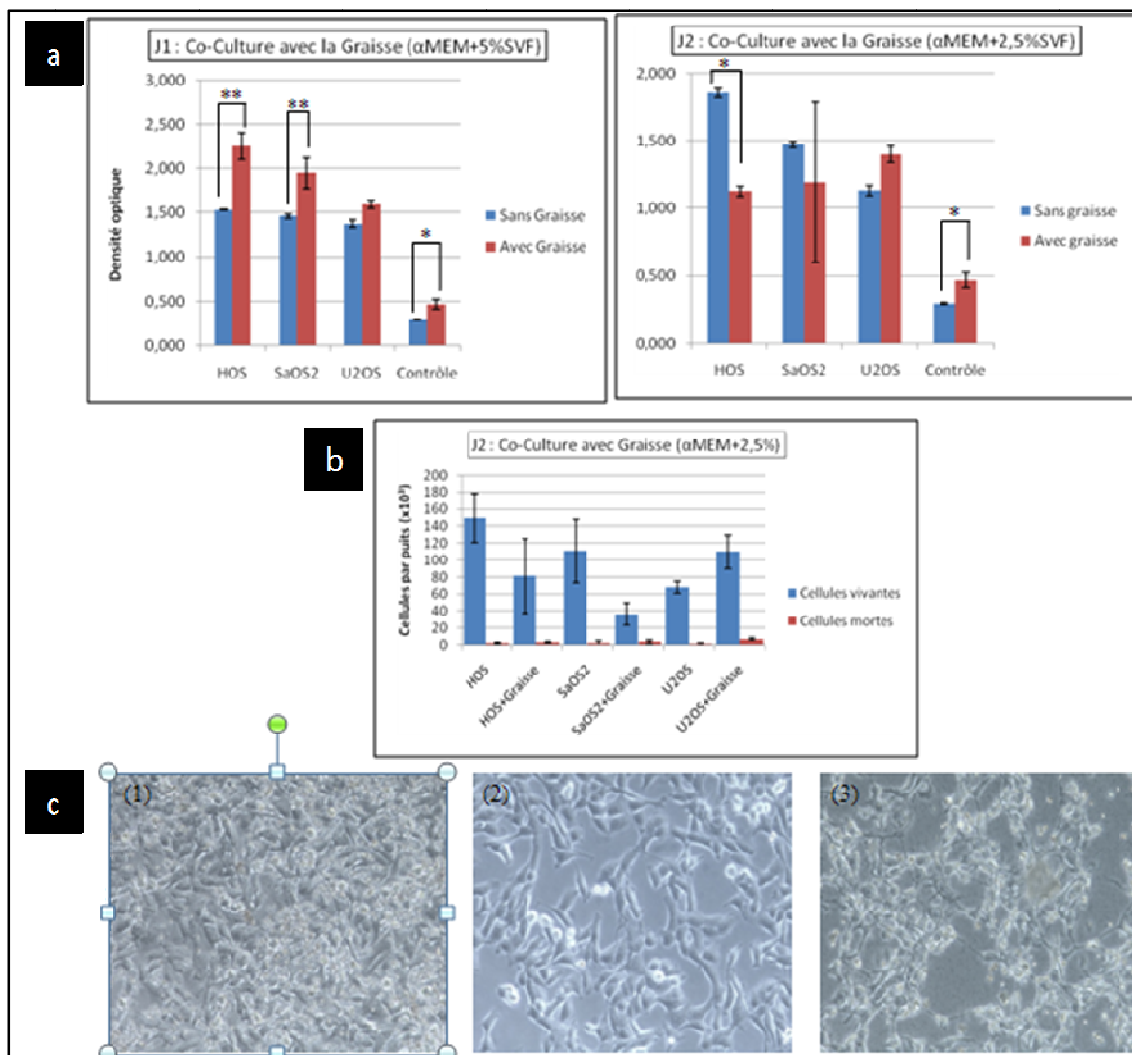 a
J1 : Co-Culture avec la Graisse (αMEM+5%SVF)
Densité optique
3,000
2,500
2,000
1,500
1,000
0,500
0,000
**
**
*
HOS
SaOS2
U2OS
Contrôle
Sans Graisse
Avec Graisse
J2 : Co-Culture avec la Graisse (αMEM+2,5%SVF)
2,000
1,500
1,000
0,500
0,000
*
*
HOS
SaOS2
U2OS
Contrôle
Sans graisse
Avec graisse
b
J2 : Co-Culture avec Graisse (αMEM+2,5%)
Cellules par puits (x10³)
200
180
160
140
120
100
80
60
40
20
0
HOS
HOS+Graisse
SaOS2
SaOS2+Graisse
U2OS
U2OS+Graisse
Cellules vivantes
Cellules mortes
c
(1)
(2)
(3)